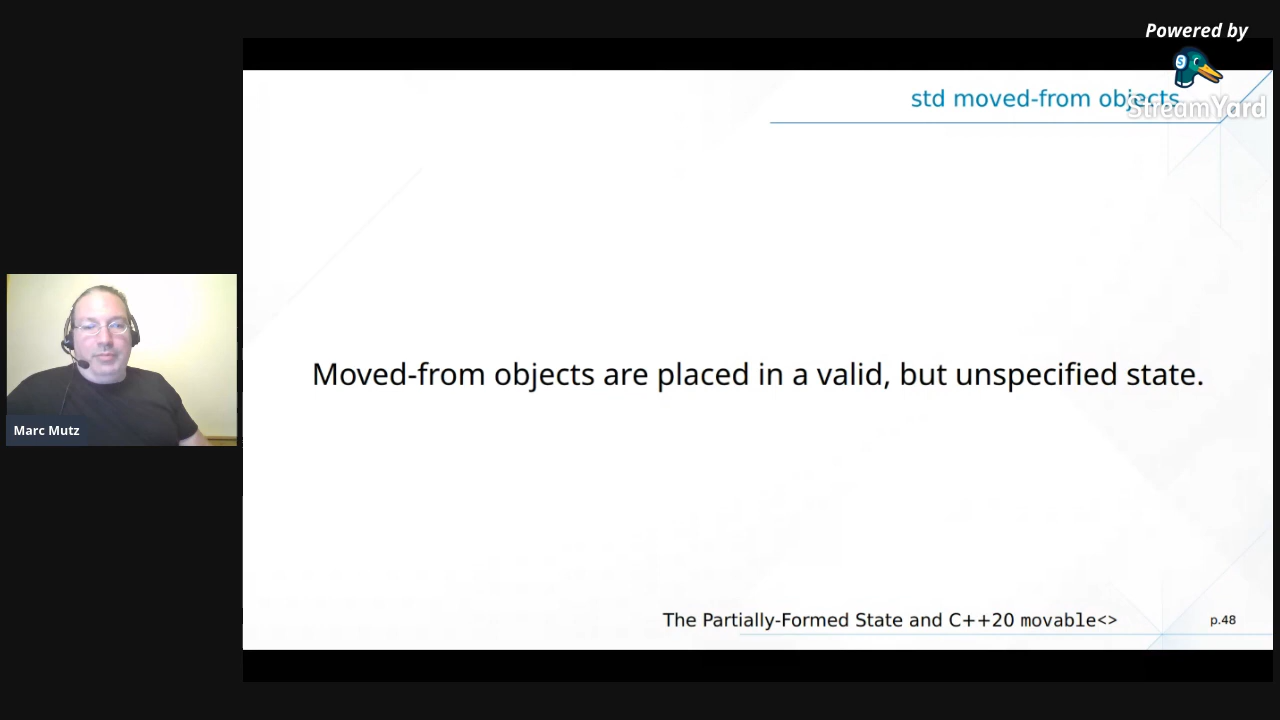 Powered by
StreamYard
std moved-from objects
Moved-from objects are placed in a valid, but unspecified state.
Marc Mutz
The Partially-Formed State and C++20 movable<>
p.48